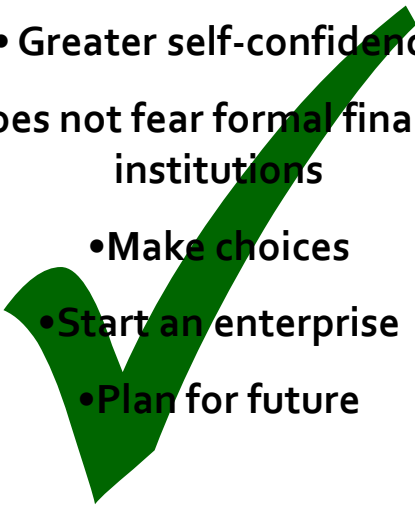 • Greater self-confidenc
oes not fear formal fina
institutions
•Make choices
•Start an enterprise
•Plan for future